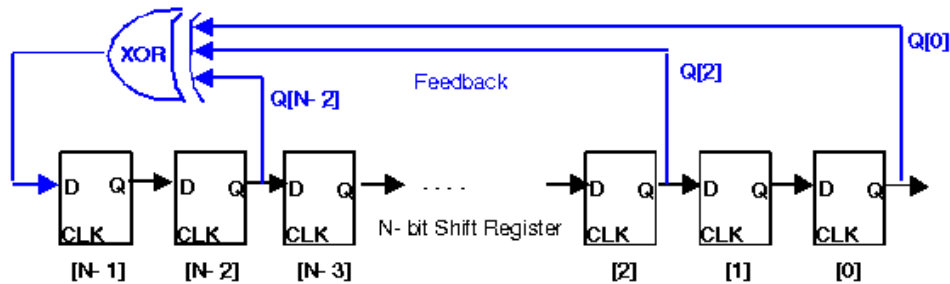 XOR
Q[0]
Q[2]
Feedback
Q[N-2]
D Q D Q D Q .... D Q D Q D Q
N-bit Shift Register
CLK CLK CLK CLK CLK CLK
[N-1] [N-2] [N-3] [2] [1] [0]